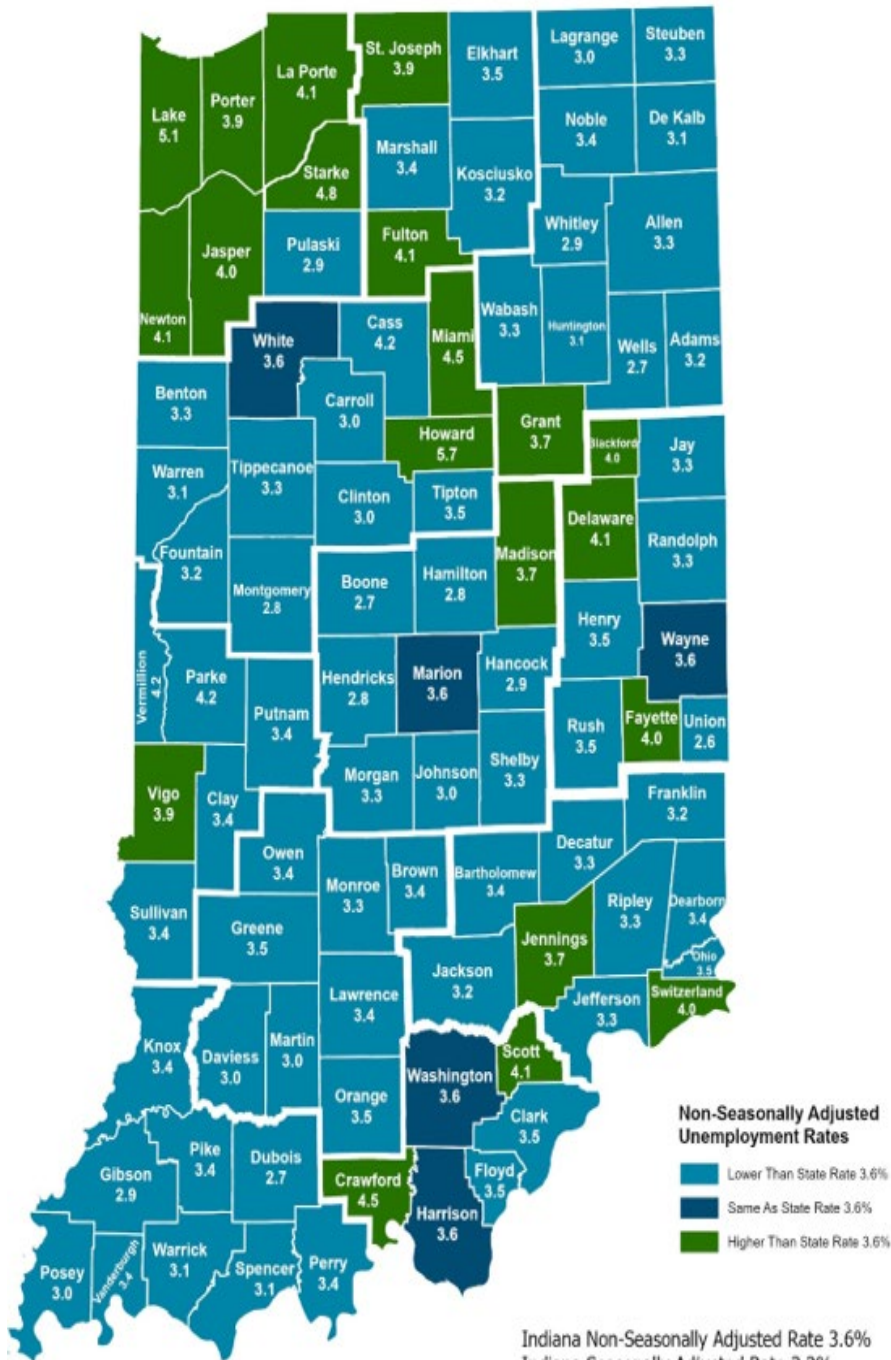 Lagrange
3.0
Steuben
3.3
St. Joseph
3.9
Elkhart
3.5
La Porte
4.1
Lake
5.1
Porter
3.9
Noble
3.4
De Kalb
3.1
Marshall
3.4
Starke
4.8
Kosciusko
3.2
Whitley
2.9
Allen
3.3
Jasper
4.0
Pulaski
2.9
Fulton
4.1
Newton
4.1
White
3.6
Cass
4.2
Miami
4.5
Wabash
3.3
Huntington
3.1
Wells
2.7
Adams
3.2
Benton
3.3
Carroll
3.0
Howard
5.7
Grant
3.7
Blackford
4.0
Jay
3.3
Warren
3.1
Tippecanoe
3.3
Clinton
3.0
Tipton
3.5
Delaware
4.1
Randolph
3.3
Fountain
3.2
Montgomery
2.8
Boone
2.7
Hamilton
2.8
Madison
3.7
Henry
3.5
Wayne
3.6
Vermillion
4.2
Parke
4.2
Putnam
3.4
Hendricks
2.8
Marion
3.6
Hancock
2.9
Rush
3.5
Fayette
4.0
Union
2.6
Vigo
3.9
Clay
3.4
Morgan
3.3
Johnson
3.0
Shelby
3.3
Franklin
3.2
Owen
3.4
Monroe
3.3
Brown
3.4
Bartholomew
3.4
Decatur
3.3
Ripley
3.3
Dearborn
3.4
Sullivan
3.4
Greene
3.5
Jennings
3.7
Ohio
3.5
Jackson
3.2
Jefferson
3.3
Switzerland
4.0
Lawrence
3.4
Knox
3.4
Daviess
3.0
Martin
3.0
Washington
3.6
Scott
4.1
Orange
3.5
Clark
3.5
Gibson
2.9
Pike
3.4
Dubois
2.7
Crawford
4.5
Floyd
3.5
Harrison
3.6
Posey
3.0
Vanderburgh
3.4
Warrick
3.1
Spencer
3.1
Perry
3.4
Non-Seasonally Adjusted
Unemployment Rates
Lower Than State Rate 3.6%
Same As State Rate 3.6%
Higher Than State Rate 3.6%
Indiana Non-Seasonally Adjusted Rate 3.6%